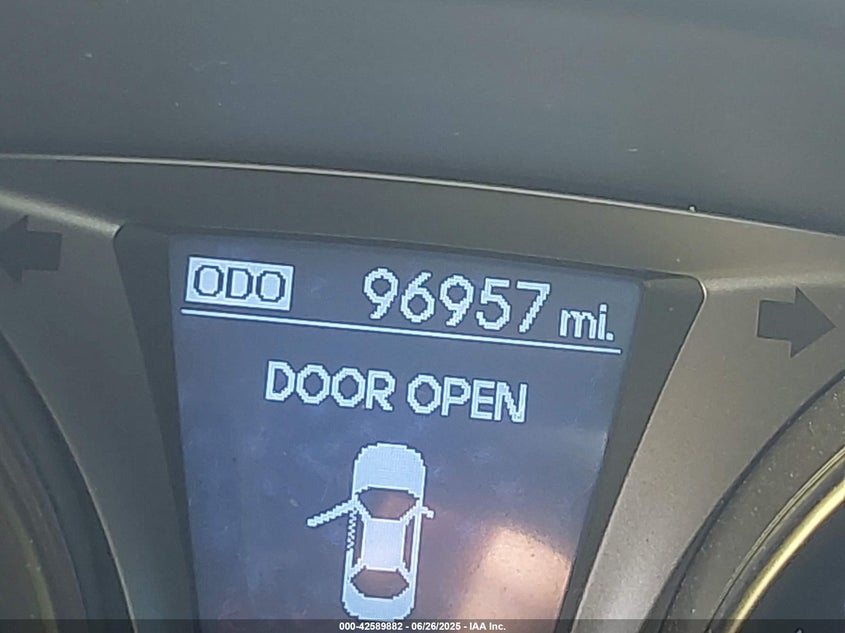 ODO 96957 mi.
DOOR OPEN
000-42589882 - 06/26/2025 - IAA Inc.